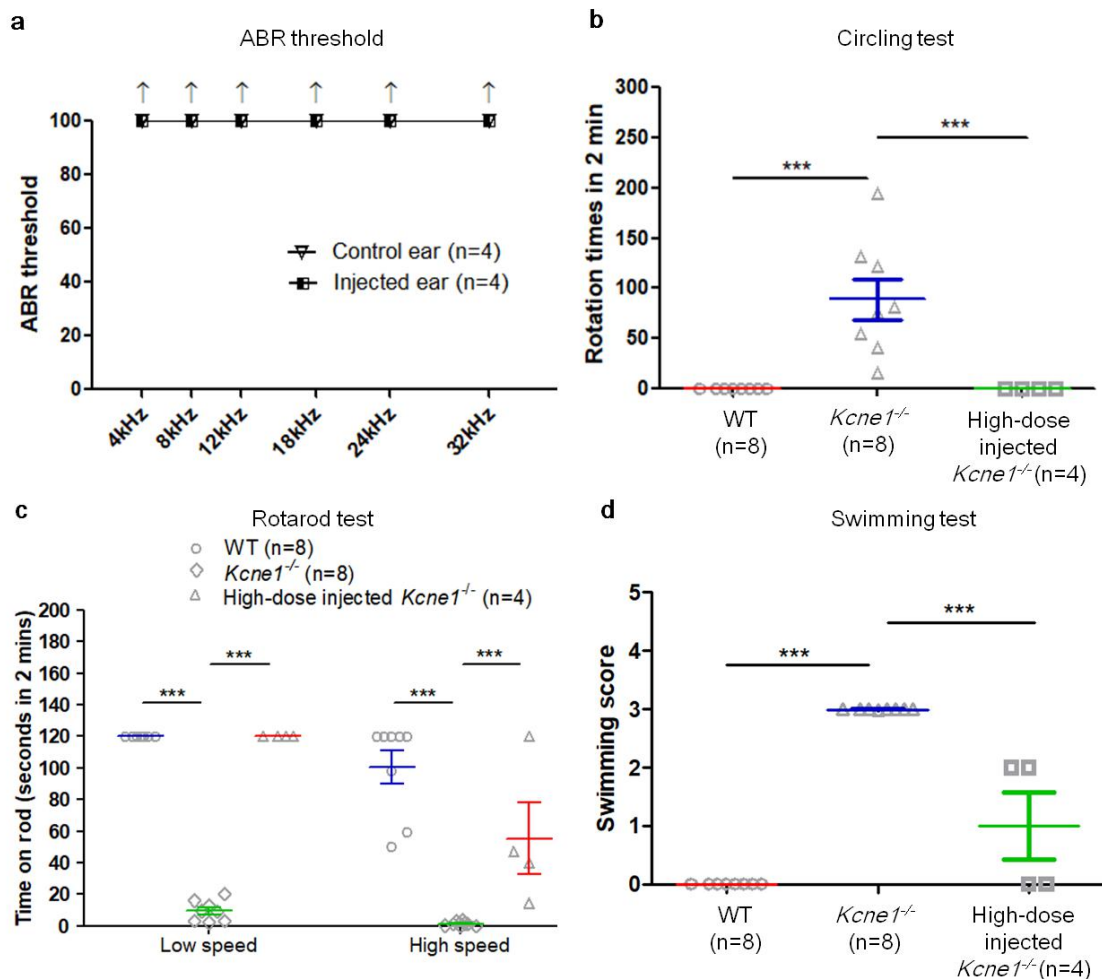 a
ABR threshold
ABR threshold
100
80
60
40
20
0
↑ ↑ ↑ ↑ ↑ ↑
Control ear (n=4)
Injected ear (n=4)
4kHz 8kHz 12kHz 18kHz 24kHz 32kHz
b
Circling test
Rotation times in 2 min
300
250
200
150
100
50
0
***
***
WT
(n=8)
Kcne1-/-
(n=8)
High-dose
injected
Kcne1-/- (n=4)
c
Rotarod test
WT (n=8)
Kcne1-/- (n=8)
High-dose injected Kcne1-/- (n=4)
Time on rod (seconds in 2 mins)
200
180
160
140
120
100
80
60
40
20
0
***
***
***
***
Low speed
High speed
d
Swimming test
Swimming score
5
4
3
2
1
0
***
***
WT
(n=8)
Kcne1-/-
(n=8)
High-dose
injected
Kcne1-/- (n=4)